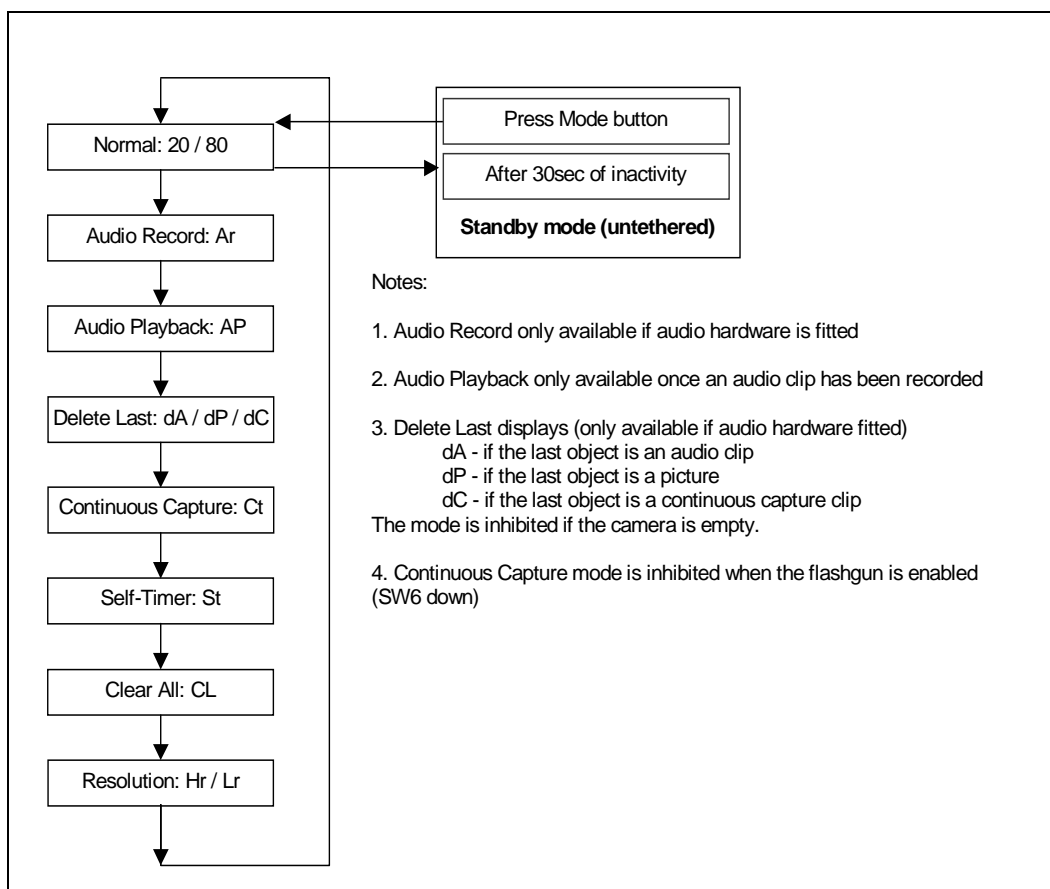 Normal: 20 / 80
Audio Record: Ar
Audio Playback: AP
Delete Last: dA / dP / dC
Continuous Capture: Ct
Self-Timer: St
Clear All: CL
Resolution: Hr / Lr
Press Mode button
After 30sec of inactivity
Standby mode (untethered)
Notes:
1. Audio Record only available if audio hardware is fitted
2. Audio Playback only available once an audio clip has been recorded
3. Delete Last displays (only available if audio hardware fitted)
dA - if the last object is an audio clip
dP - if the last object is a picture
dC - if the last object is a continuous capture clip
The mode is inhibited if the camera is empty.
4. Continuous Capture mode is inhibited when the flashgun is enabled
(SW6 down)